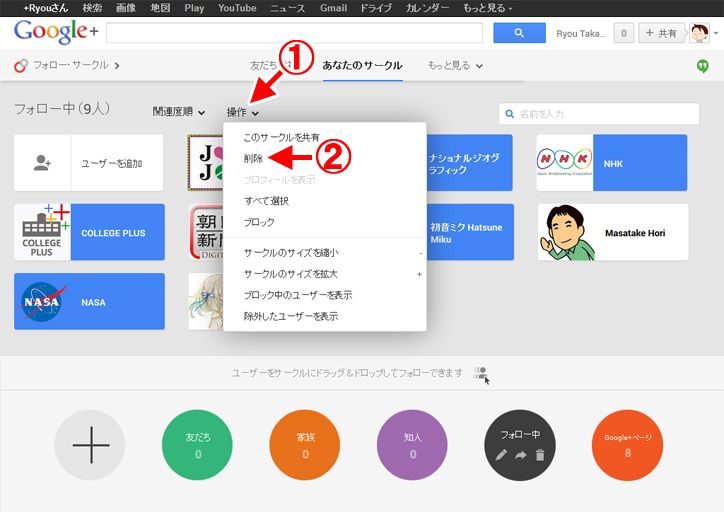 +Ryouさん 検索 画像 地図 Play YouTube ニュース Gmail ドライブ カレンダー もっと見る
Google+
Ryou Taka... 0 + 共有
フォロー・サークル 友だち あなたのサークル もっと見る
①
フォロー中 (9人) 関連度順 操作 名前を入力
このサークルを共有
削除
②
プロフィールを表示
すべて選択
ブロック
サークルのサイズを縮小 -
サークルのサイズを拡大 +
ブロック中のユーザーを表示
除外したユーザーを表示
ユーザーを追加
J
J
ナショナルジオグ
ラフィック
NHK
Japan Broadcasting Corporation
NHK
COLLEGE
PLUS
COLLEGE PLUS
朝
新
DIGIT
初音ミク Hatsune
Miku
Masatake Hori
NASA
NASA
ユーザーをサークルにドラッグ＆ドロップしてフォローできます
友だち
0
家族
0
知人
0
フォロー中
Google+ページ
8